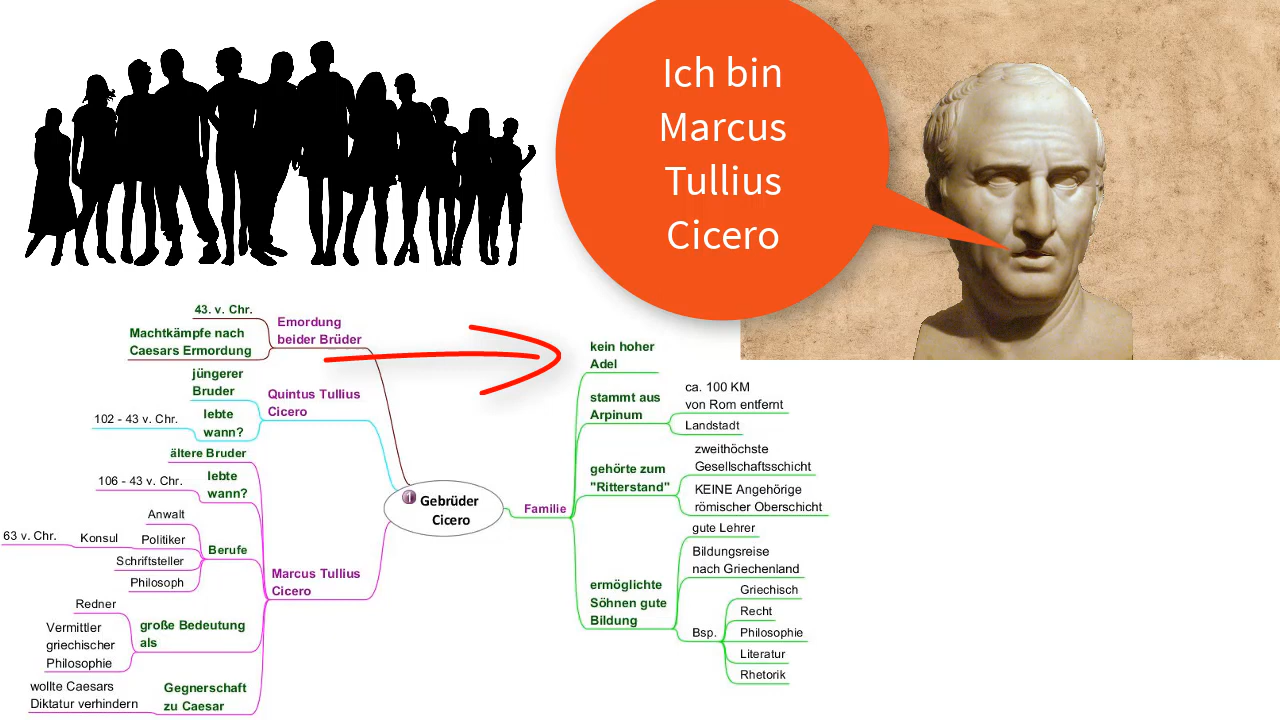 Ich bin
Marcus
Tullius
Cicero
43. v. Chr.
Machtkämpfe nach
Caesars Ermordung
Emordung
beider Brüder
jüngerer
Bruder
102 - 43 v. Chr.
lebte
wann?
Quintus Tullius
Cicero
ältere Bruder
106 - 43 v. Chr.
lebte
wann?
Anwalt
63 v. Chr.
Konsul
Politiker
Schriftsteller
Philosoph
Berufe
Redner
Vermittler
griechischer
Philosophie
große Bedeutung
als
wollte Caesars
Diktatur verhindern
Gegnerschaft
zu Caesar
Marcus Tullius
Cicero
1
Gebrüder
Cicero
Familie
kein hoher
Adel
stammt aus
Arpinum
ca. 100 KM
von Rom entfernt
Landstadt
gehörte zum
"Ritterstand"
zweithöchste
Gesellschaftsschicht
KEINE Angehörige
römischer Oberschicht
ermöglichte
Söhnen gute
Bildung
gute Lehrer
Bildungsreise
nach Griechenland
Bsp.
Griechisch
Recht
Philosophie
Literatur
Rhetorik